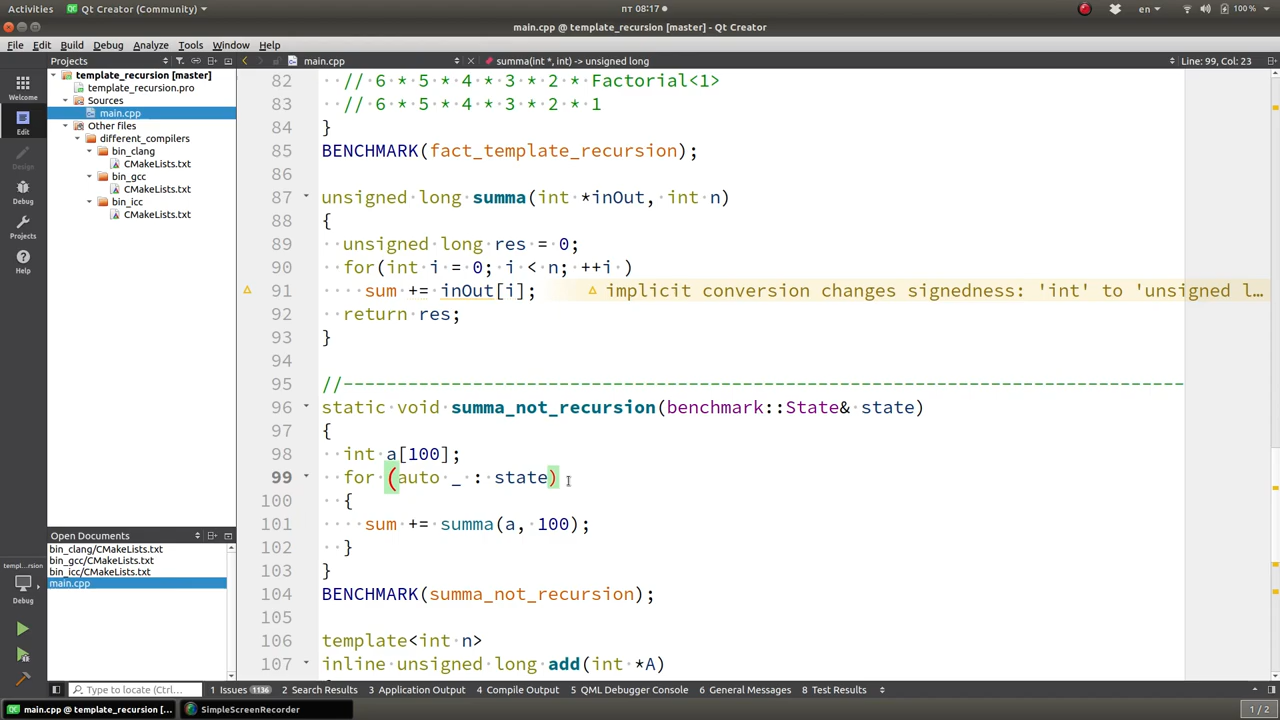 Activities Qt Creator (Community) пт 08:17 en 100 %
main.cpp @ template_recursion [master] - Qt Creator
File Edit Build Debug Analyze Tools Window Help
Projects main.cpp summa(int *, int) -> unsigned long Line: 99, Col: 23
Welcome
Edit
Design
Debug
Projects
Help
template_recursion [master]
template_recursion.pro
Sources
main.cpp
Other files
different_compilers
bin_clang
CMakeLists.txt
bin_gcc
CMakeLists.txt
bin_icc
CMakeLists.txt
82 // 6 * 5 * 4 * 3 * 2 * Factorial<1>
83 // 6 * 5 * 4 * 3 * 2 * 1
84 }
85 BENCHMARK(fact_template_recursion);
86
87 unsigned long summa(int *inOut, int n)
88 {
89 unsigned long res = 0;
90 for(int i = 0; i < n; ++i )
91 sum += inOut[i]; implicit conversion changes signedness: 'int' to 'unsigned l…
92 return res;
93 }
94
95 //------------------------------------------------------------------------------
96 static void summa_not_recursion(benchmark::State& state)
97 {
98 int a[100];
99 for (auto _ : state)
100 {
101 sum += summa(a, 100);
102 }
103 }
104 BENCHMARK(summa_not_recursion);
105
106 template<int n>
107 inline unsigned long add(int *A)
Open Documents
bin_clang/CMakeLists.txt
bin_gcc/CMakeLists.txt
bin_icc/CMakeLists.txt
main.cpp
templ…rsion
Debug
Type to locate (Ctrl... 1 Issues 1136 2 Search Results 3 Application Output 4 Compile Output 5 QML Debugger Console 6 General Messages 8 Test Results
main.cpp @ template_recursion [... SimpleScreenRecorder 1 / 2